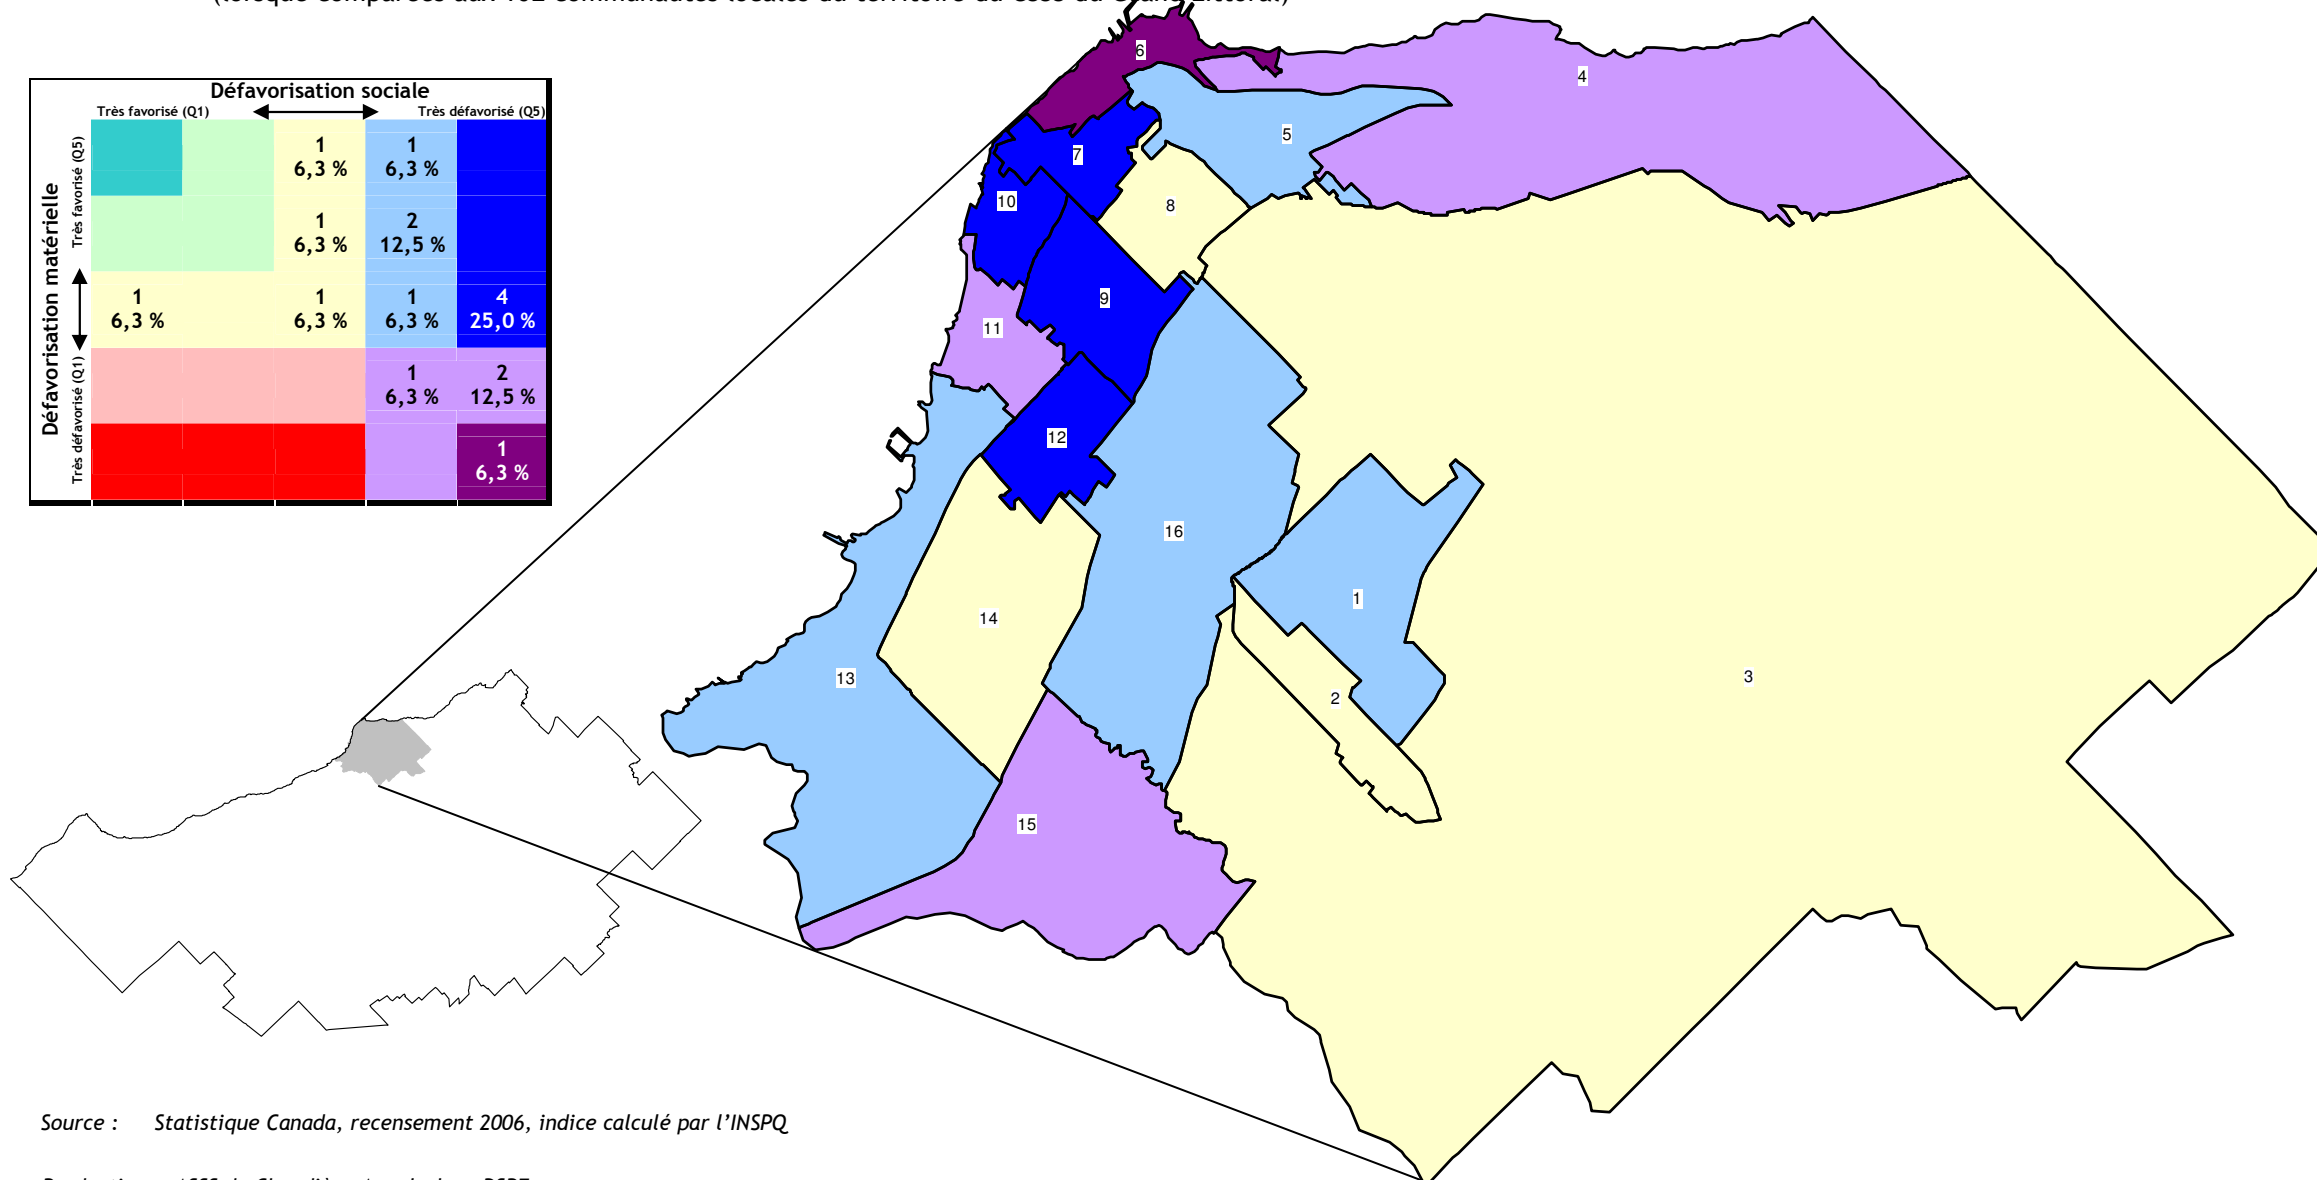 Défavorisation sociale
Très favorisé (Q1) Très défavorisé (Q5)
Défavorisation matérielle
Très favorisé (Q5)
Très défavorisé (Q1)
1 1
6,3 % 6,3 %
1 2
6,3 % 12,5 %
1 1 1 4
6,3 % 6,3 % 6,3 % 25,0 %
1 2
6,3 % 12,5 %
1
6,3 %
6
4
5
7
10
8
9
11
12
16
1
14
13
2
3
15
Source : Statistique Canada, recensement 2006, indice calculé par l’INSPQ